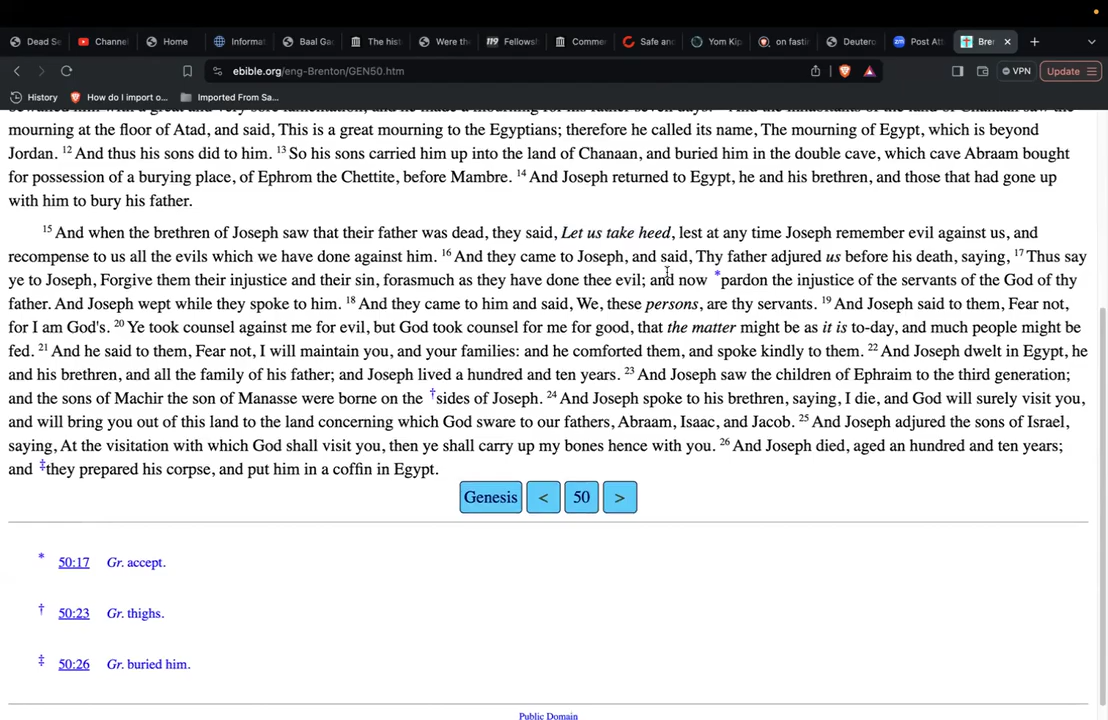 Dead S
Channel
Home
Informat
Baal Ga
The hist
Were th
119 Fellows
Comme
Safe and
Yom Kip
on fastin
Deutero
Post Att
Bre
ebible.org/eng-Brenton/GEN50.htm
VPN
Update
History
How do I import o...
Imported From Sa...
mourning at the floor of Atad, and said, This is a great mourning to the Egyptians; therefore he called its name, The mourning of Egypt, which is beyond
Jordan. 12 And thus his sons did to him. 13 So his sons carried him up into the land of Chanaan, and buried him in the double cave, which cave Abraam bought
for possession of a burying place, of Ephrom the Chettite, before Mambre. 14 And Joseph returned to Egypt, he and his brethren, and those that had gone up
with him to bury his father.
15 And when the brethren of Joseph saw that their father was dead, they said, Let us take heed, lest at any time Joseph remember evil against us, and
recompense to us all the evils which we have done against him. 16 And they came to Joseph, and said, Thy father adjured us before his death, saying, 17 Thus say
ye to Joseph, Forgive them their injustice and their sin, forasmuch as they have done thee evil; and now *pardon the injustice of the servants of the God of thy
father. And Joseph wept while they spoke to him. 18 And they came to him and said, We, these persons, are thy servants. 19 And Joseph said to them, Fear not,
for I am God's. 20 Ye took counsel against me for evil, but God took counsel for me for good, that the matter might be as it is to-day, and much people might be
fed. 21 And he said to them, Fear not, I will maintain you, and your families: and he comforted them, and spoke kindly to them. 22 And Joseph dwelt in Egypt, he
and his brethren, and all the family of his father; and Joseph lived a hundred and ten years. 23 And Joseph saw the children of Ephraim to the third generation;
and the sons of Machir the son of Manasse were borne on the †sides of Joseph. 24 And Joseph spoke to his brethren, saying, I die, and God will surely visit you,
and will bring you out of this land to the land concerning which God sware to our fathers, Abraam, Isaac, and Jacob. 25 And Joseph adjured the sons of Israel,
saying, At the visitation with which God shall visit you, then ye shall carry up my bones hence with you. 26 And Joseph died, aged an hundred and ten years;
and ‡they prepared his corpse, and put him in a coffin in Egypt.
Genesis < 50 >
* 50:17 Gr. accept.
† 50:23 Gr. thighs.
‡ 50:26 Gr. buried him.
Public Domain